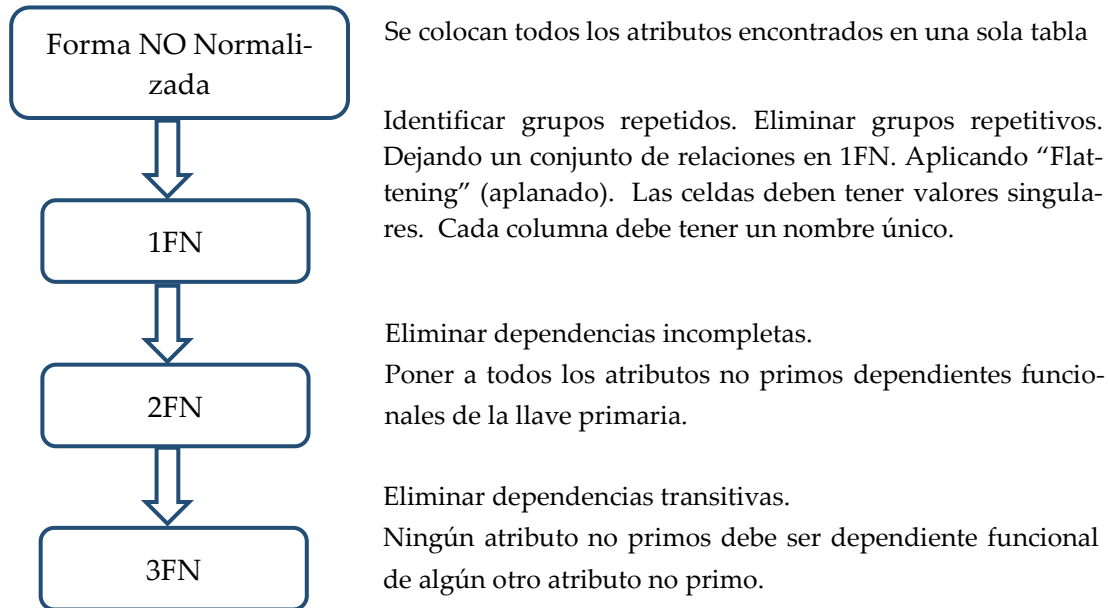 Forma NO Normali-
zada
Se colocan todos los atributos encontrados en una sola tabla
Identificar grupos repetidos. Eliminar grupos repetitivos.
Dejando un conjunto de relaciones en 1FN. Aplicando “Flat-
tening” (aplanado). Las celdas deben tener valores singula-
res. Cada columna debe tener un nombre único.
1FN
Eliminar dependencias incompletas.
Poner a todos los atributos no primos dependientes funcio-
nales de la llave primaria.
2FN
Eliminar dependencias transitivas.
Ningún atributo no primos debe ser dependiente funcional
de algún otro atributo no primo.
3FN